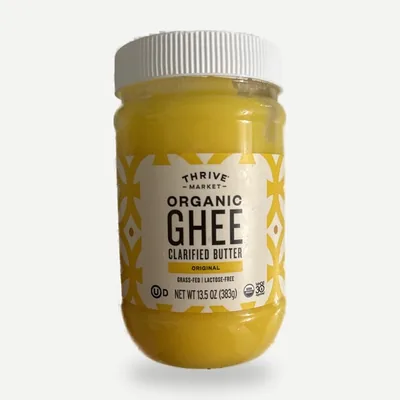 THRIVE
MARKET
ORGANIC
GHEE
CLARIFIED BUTTER
ORIGINAL
GRASS-FED | LACTOSE-FREE
U D
NET WT 13.5 OZ (383g)